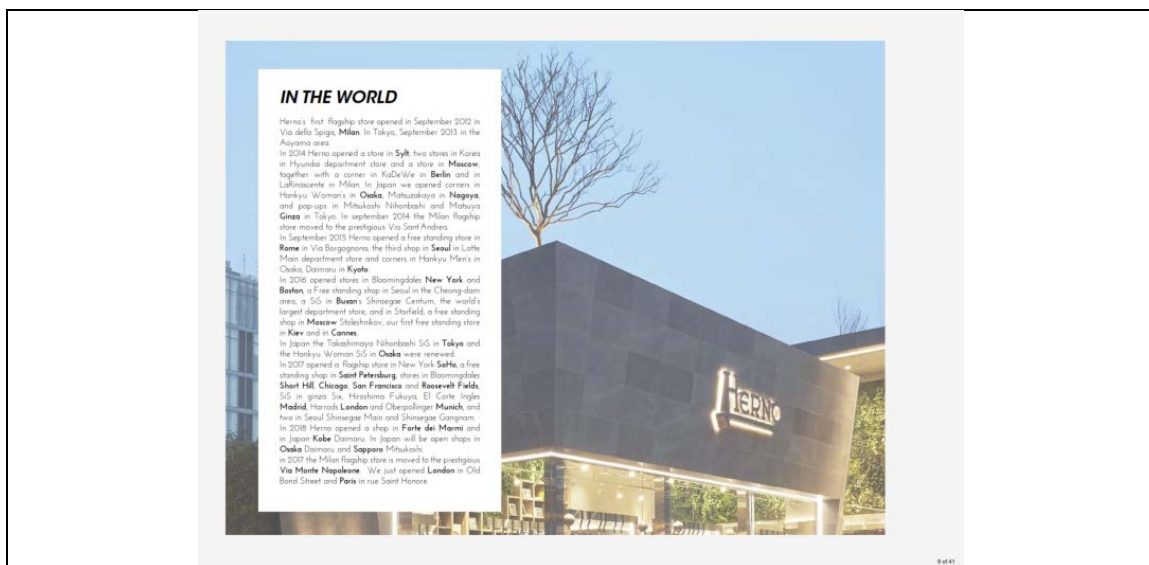 IN THE WORLD
Herno's first flagship store opened in September 2012 in
Via della Spiga, Milan. In Tokyo, September 2013 in the
Aoyama area.
In 2014 Herno opened a store in Sylt, two stores in Korea
in Hyundai department store and a store in Moscow,
together with a corner in KaDeWe in Berlin and in
LaRinascente in Milan. In Japan we opened corners in
Hankyu Woman's in Osaka, Matsuzakaya in Nagoya,
and pop-ups in Mitsukoshi Nihonbashi and Matsuya
Ginza in Tokyo. In september 2014 the Milan flagship
store moved to the prestigious Via Sant'Andrea.
In September 2015 Herno opened a free standing store in
Rome in Via Borgognona, the third shop in Seoul in Lotte
Main department store and corners in Hankyu Men's in
Osaka, Daimaru in Kyoto.
In 2016 opened stores in Bloomingdales New York and
Boston, a Free standing shop in Seoul in the Cheong-dam
area, a SiS in Busan's Shinsegae Centum, the world's
largest department store, and in Starfield, a free standing
shop in Moscow Stoleshnikov, our first free standing store
in Kiev and in Cannes.
In Japan the Takashimaya Nihonbashi SiS in Tokyo and
the Hankyu Woman SiS in Osaka were renewed.
In 2017 opened a flagship store in New York SoHo, a free
standing shop in Saint Petersburg, stores in Bloomingdales
Short Hill, Chicago, San Francisco and Roosevelt Fields,
SiS in ginza Six, Hiroshima Fukuya, El Corte Ingles
Madrid, Harrods London and Oberpollinger Munich, and
two in Seoul Shinsegae Main and Shinsegae Gangnam.
In 2018 Herno opened a shop in Forte dei Marmi and
in Japan Kobe Daimaru. In Japan will be open shops in
Osaka Daimaru and Sapporo Mitsukoshi.
in 2017 the Milan flagship store is moved to the prestigious
Via Monte Napoleone. We just opened London in Old
Bond Street and Paris in rue Saint Honore.
HERNO
9 of 41